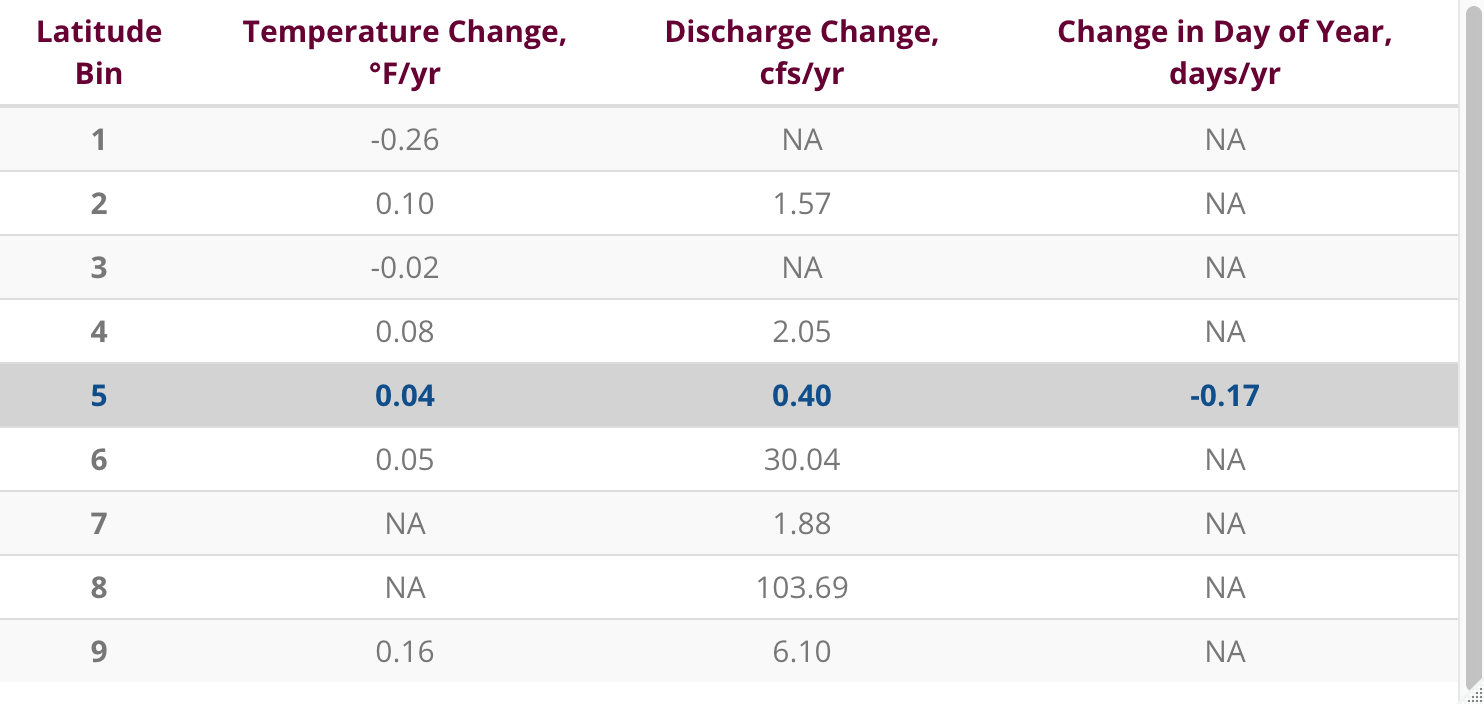 Latitude Bin Temperature Change, °F/yr Discharge Change, cfs/yr Change in Day of Year, days/yr
1 -0.26 NA NA
2 0.10 1.57 NA
3 -0.02 NA NA
4 0.08 2.05 NA
5 0.04 0.40 -0.17
6 0.05 30.04 NA
7 NA 1.88 NA
8 NA 103.69 NA
9 0.16 6.10 NA